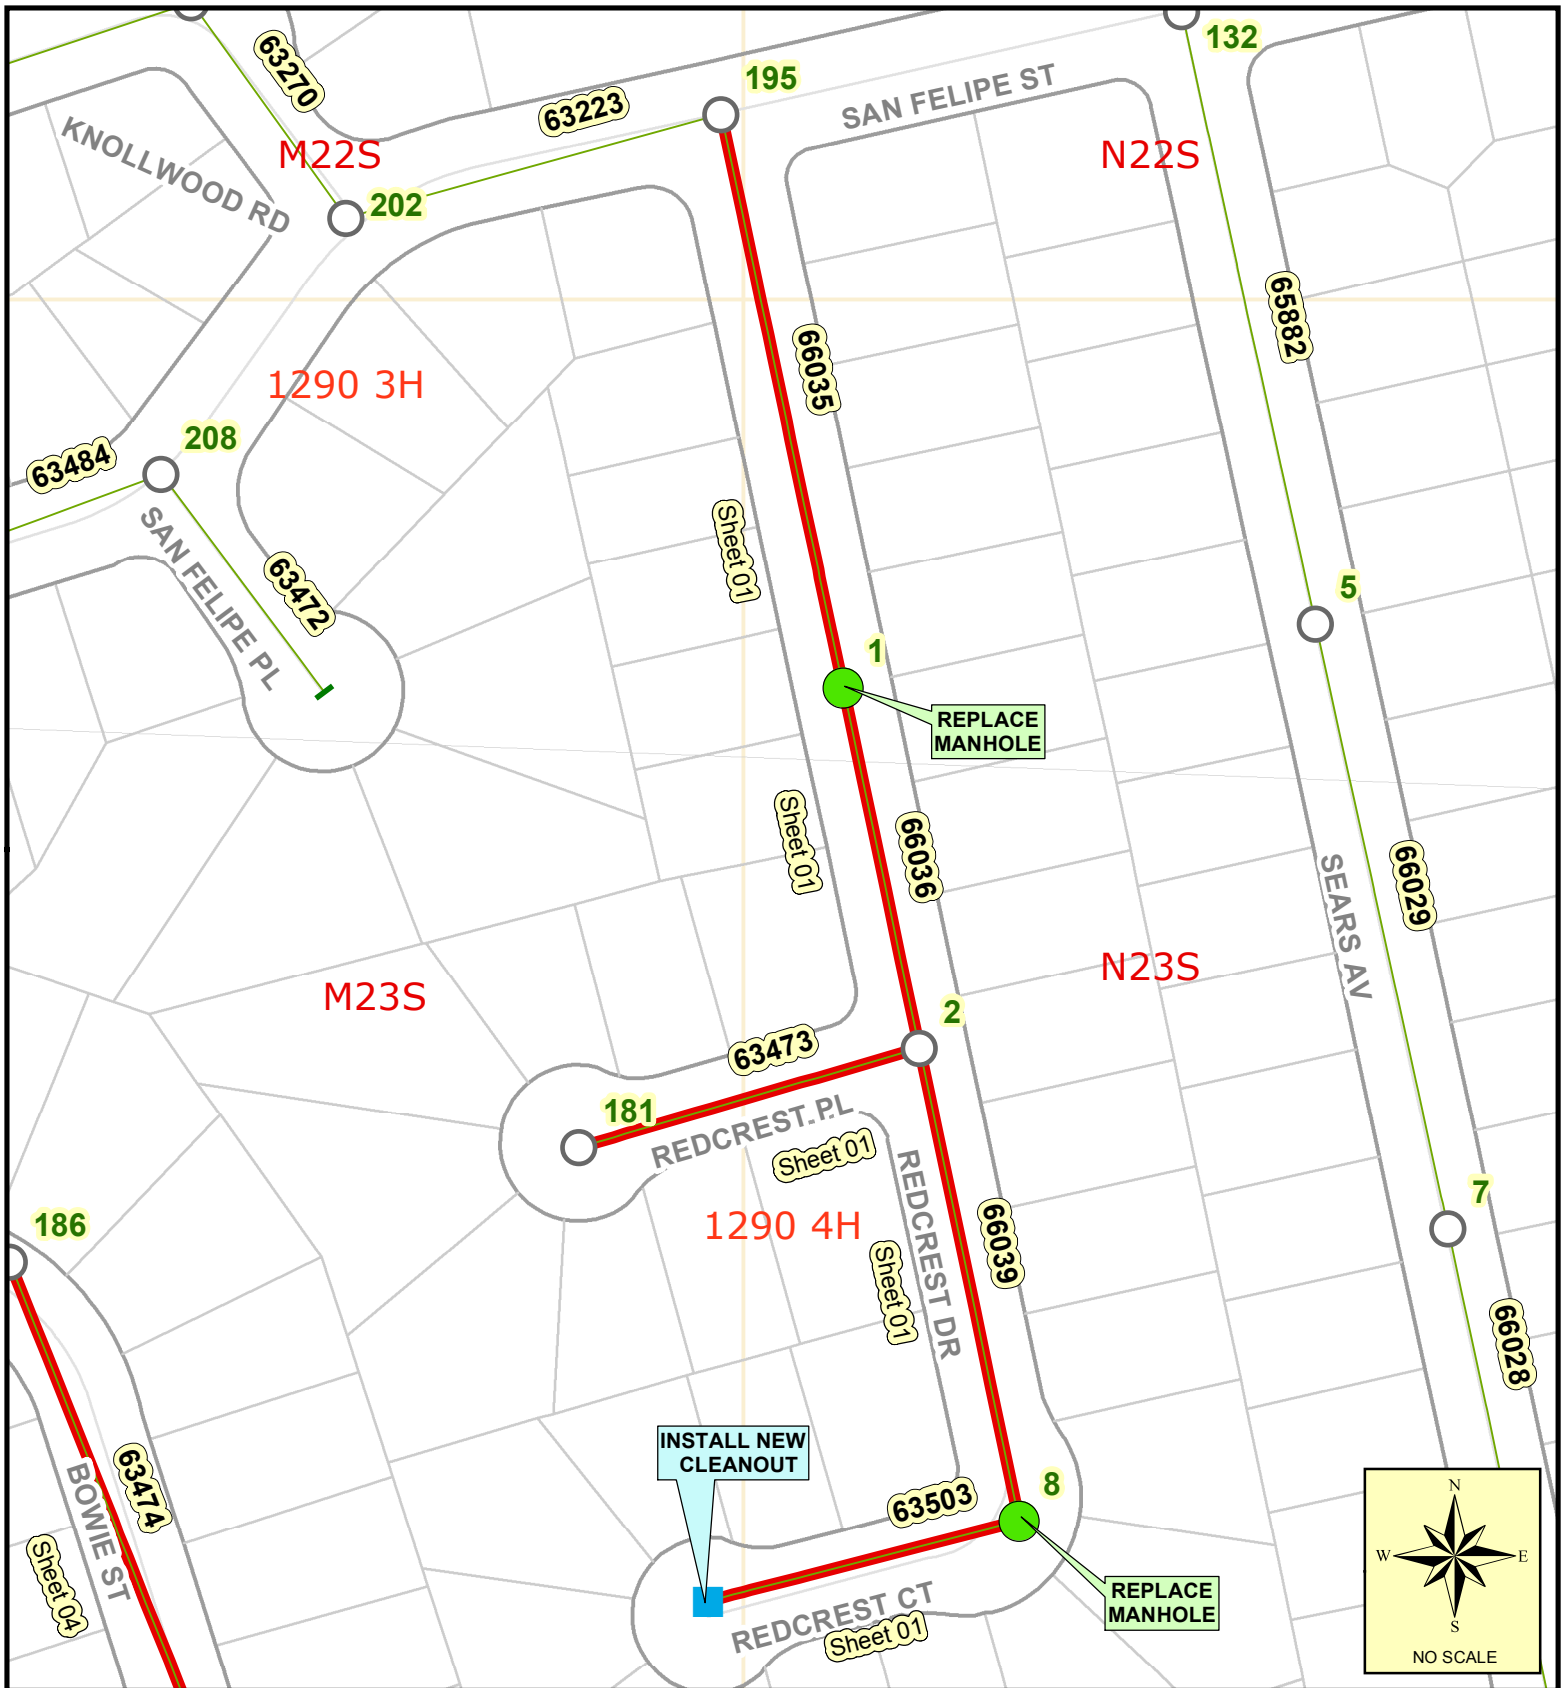 132
63270
195
63223
SAN FELIPE ST
KNOLLWOOD RD
M22S
N22S
202
65882
66035
1290 3H
208
63484
SAN FELIPE PL
Sheet 01
63472
5
1
REPLACE
MANHOLE
Sheet 01
66036
66029
SEARS AV
M23S
N23S
2
63473
181
REDCREST PL
Sheet 01
REDCREST DR
186
1290 4H
66039
7
Sheet 01
66028
INSTALL NEW
CLEANOUT
63474
BOWIE ST
63503
8
Sheet 04
REDCREST CT
Sheet 01
REPLACE
MANHOLE
N
W
E
S
NO SCALE